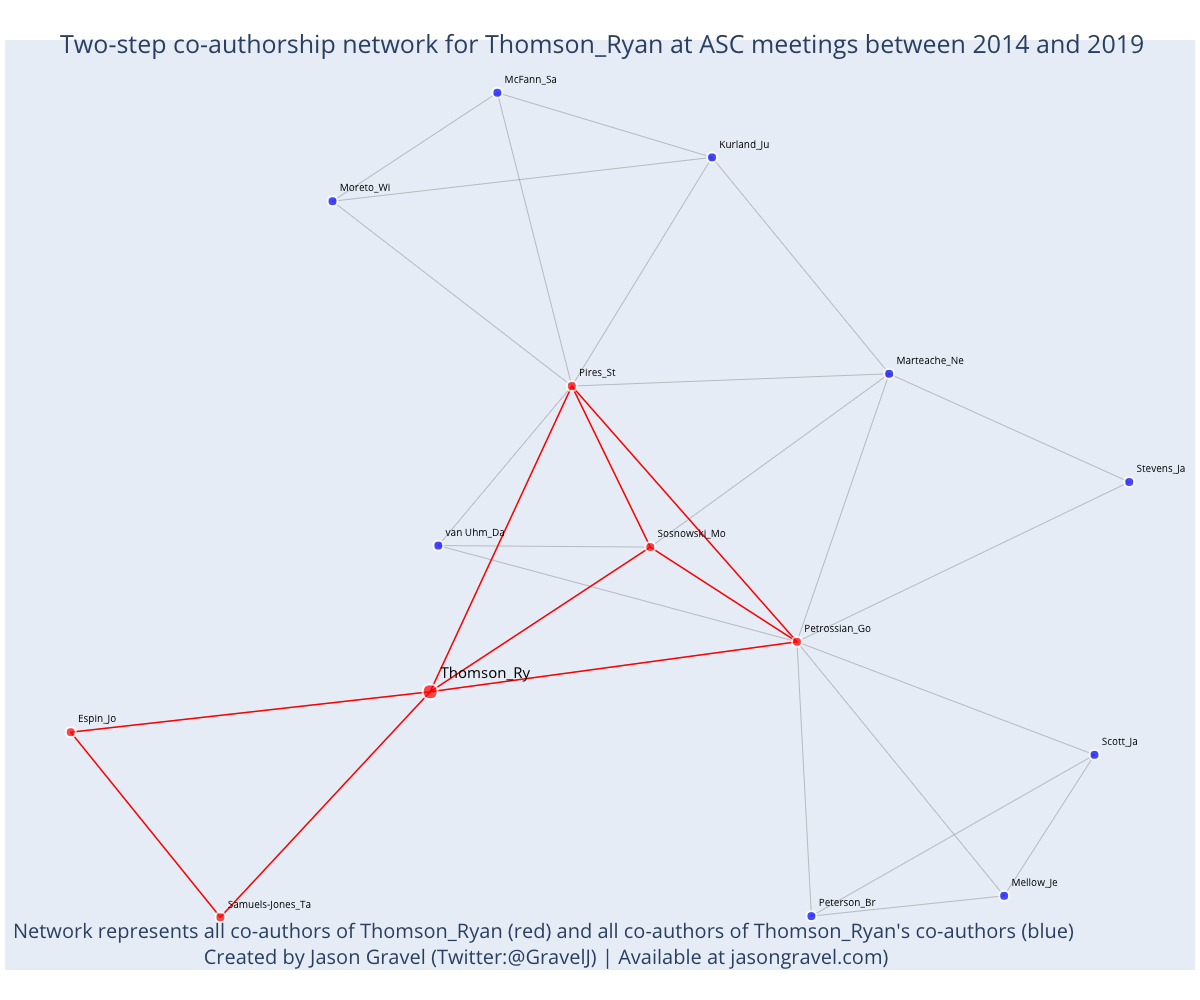 Two-step co-authorship network for Thomson_Ryan at ASC meetings between 2014 and 2019
McFann_Sa
Kurland_Ju
Moreto_Wi
Marteache_Ne
Pires_St
Stevens_Ja
van Uhm_Da
Sosnowski_Mo
Petrossian_Go
Thomson_Ry
Espin_Jo
Scott_Ja
Mellow_Je
Peterson_Br
Samuels-Jones_Ta
Network represents all co-authors of Thomson_Ryan (red) and all co-authors of Thomson_Ryan's co-authors (blue)
Created by Jason Gravel (Twitter:@GravelJ) | Available at jasongravel.com)